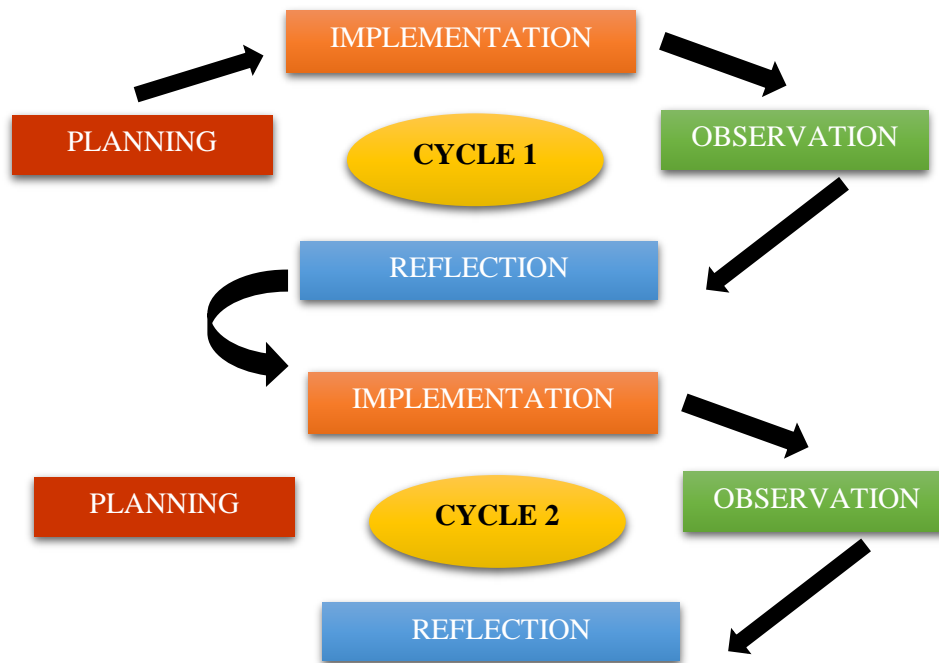 IMPLEMENTATION
PLANNING
CYCLE 1
OBSERVATION
REFLECTION
IMPLEMENTATION
PLANNING
CYCLE 2
OBSERVATION
REFLECTION